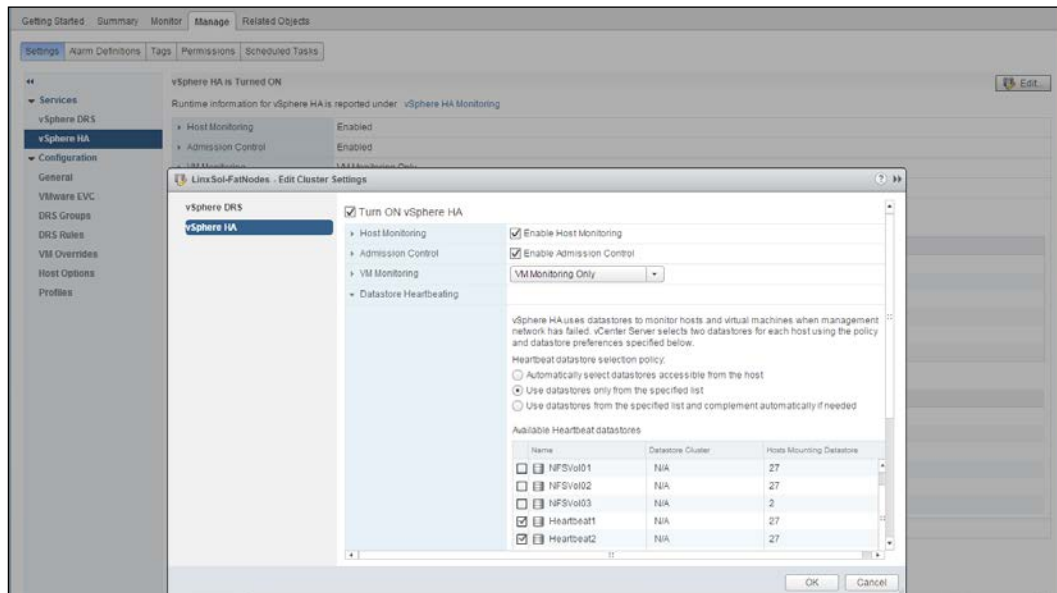 Getting Started Summary Monitor Manage Related Objects
Settings Alarm Definitions Tags Permissions Scheduled Tasks
vSphere HA is Turned ON Edit...
Services
Runtime information for vSphere HA is reported under vSphere HA Monitoring
vSphere DRS
Host Monitoring Enabled
vSphere HA
Admission Control Enabled
Configuration
VM Monitoring VM Monitoring Only
General
VMware EVC
DRS Groups
DRS Rules
VM Overrides
Host Options
Profiles
LinxSol-FatNodes - Edit Cluster Settings ?
vSphere DRS
vSphere HA
Turn ON vSphere HA
Host Monitoring Enable Host Monitoring
Admission Control Enable Admission Control
VM Monitoring VM Monitoring Only
Datastore Heartbeating
vSphere HA uses datastores to monitor hosts and virtual machines when management
network has failed. vCenter Server selects two datastores for each host using the policy
and datastore preferences specified below.
Heartbeat datastore selection policy:
Automatically select datastores accessible from the host
Use datastores only from the specified list
Use datastores from the specified list and complement automatically if needed
Available Heartbeat datastores
Name Datastore Cluster Hosts Mounting Datastore
NFSVol01 N/A 27
NFSVol02 N/A 27
NFSVol03 N/A 2
Heartbeat1 N/A 27
Heartbeat2 N/A 27
OK Cancel